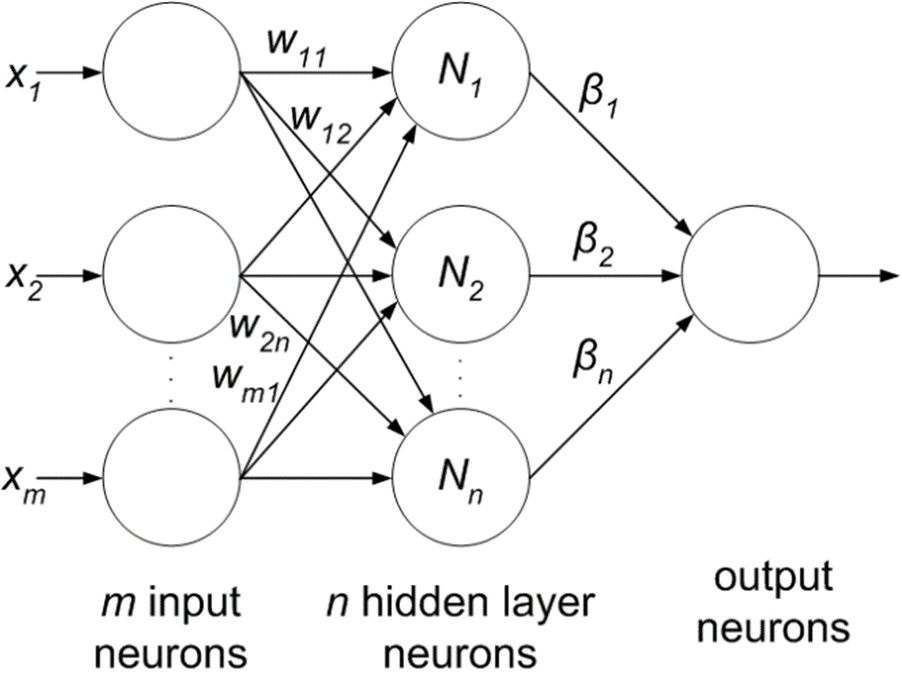 x1
w11
N1
β1
w12
x2
N2
β2
w2n
wm1
βn
xm
Nn
m input
neurons
n hidden layer
neurons
output
neurons